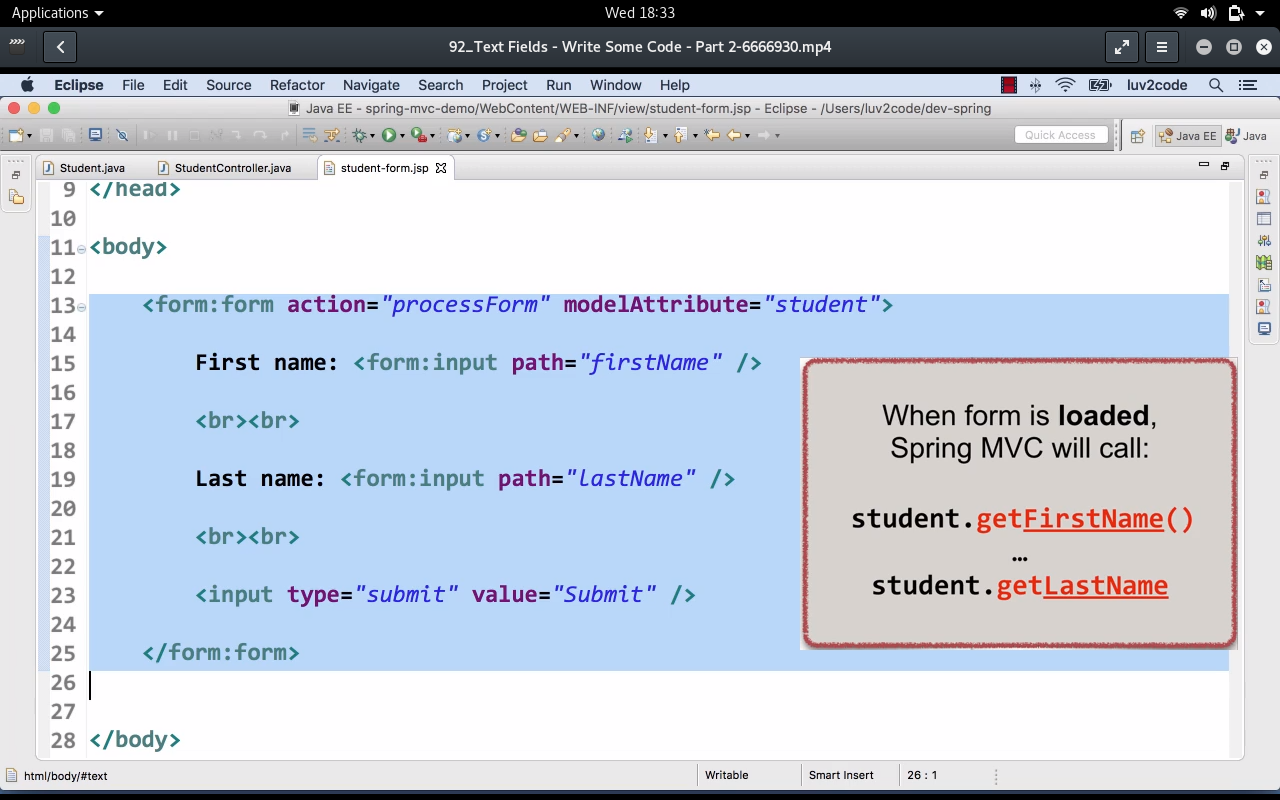 Applications
Wed 18:33
92_Text Fields - Write Some Code - Part 2-6666930.mp4
Eclipse File Edit Source Refactor Navigate Search Project Run Window Help luv2code
Java EE - spring-mvc-demo/WebContent/WEB-INF/view/student-form.jsp - Eclipse - /Users/luv2code/dev-spring
Quick Access Java EE Java
Student.java StudentController.java student-form.jsp
9 </head>
10
11 <body>
12
13 <form:form action="processForm" modelAttribute="student">
14
15 First name: <form:input path="firstName" />
16
17 <br><br>
18
19 Last name: <form:input path="lastName" />
20
21 <br><br>
22
23 <input type="submit" value="Submit" />
24
25 </form:form>
26
27
28 </body>
When form is loaded,
Spring MVC will call:
student.getFirstName()
…
student.getLastName
html/body/#text Writable Smart Insert 26 : 1